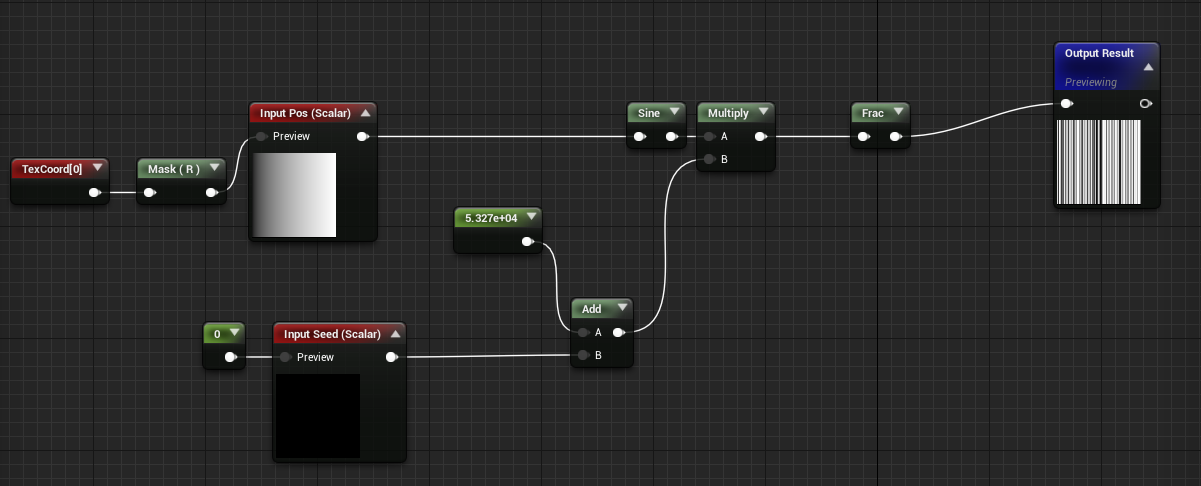 Output Result
Previewing
Input Pos (Scalar)
Preview
Sine
Multiply
A
B
Frac
TexCoord[0]
Mask ( R )
5.327e+04
Add
A
B
0
Input Seed (Scalar)
Preview